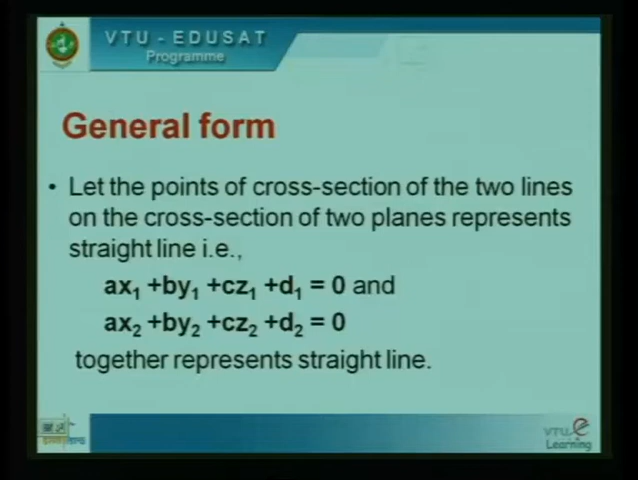 VTU - EDUSAT
Programme
General form
• Let the points of cross-section of the two lines
on the cross-section of two planes represents
straight line i.e.,
ax₁ +by₁ +cz₁ +d₁ = 0 and
ax₂ +by₂ +cz₂ +d₂ = 0
together represents straight line.
VTU e
Learning